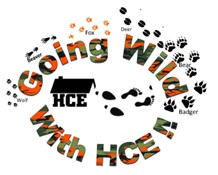 Going Wild
Fox
Deer
Beaver
Bear
Wolf
HCE
Badger
With HCE!